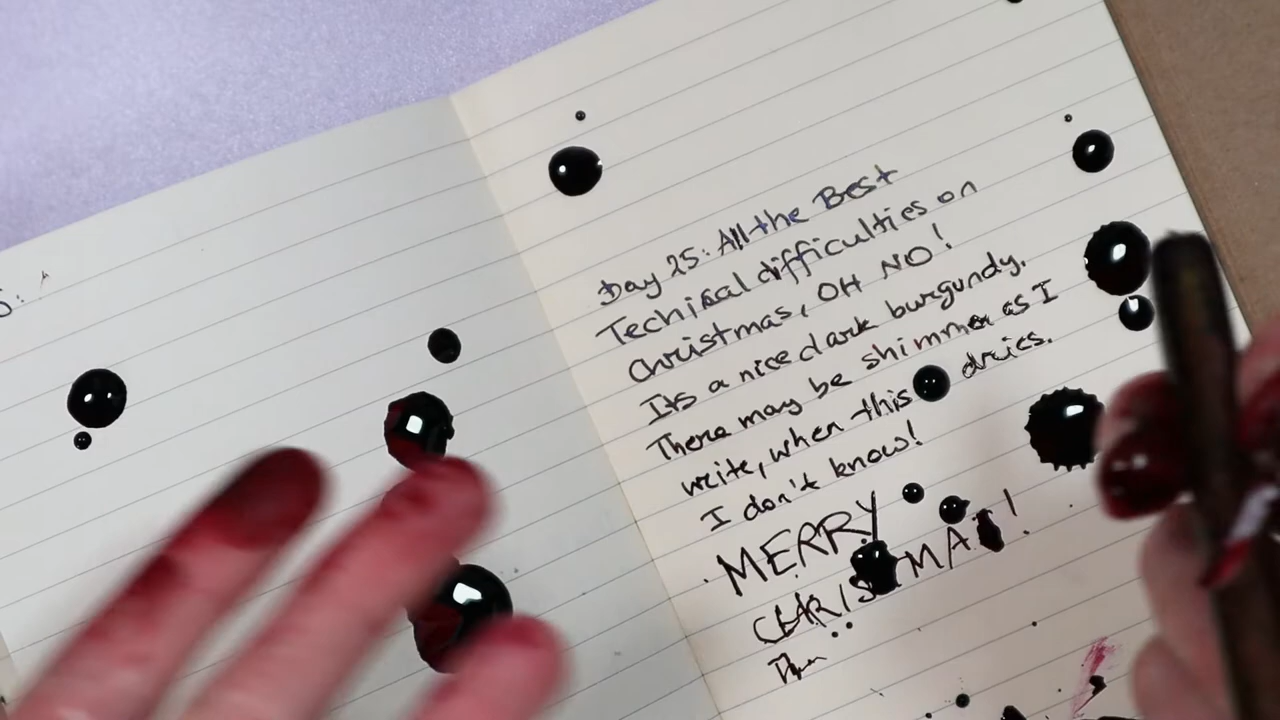 Day 25: All the Best
Techincal difficulties on
Christmas, OH NO!
Its a nice dark burgundy.
There may be shimmer as I
write, when this dries.
I don't know!
MERRY
CHRISTMAS!